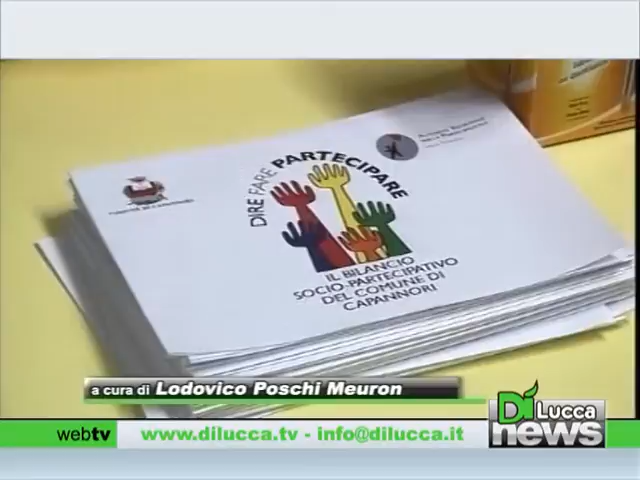 DIRE FARE PARTECIPARE
IL BILANCIO
SOCIO-PARTECIPATIVO
DEL COMUNE DI
CAPANNORI
a cura di Lodovico Poschi Meuron
Dì Lucca
news
webtv www.dilucca.tv - info@dilucca.it